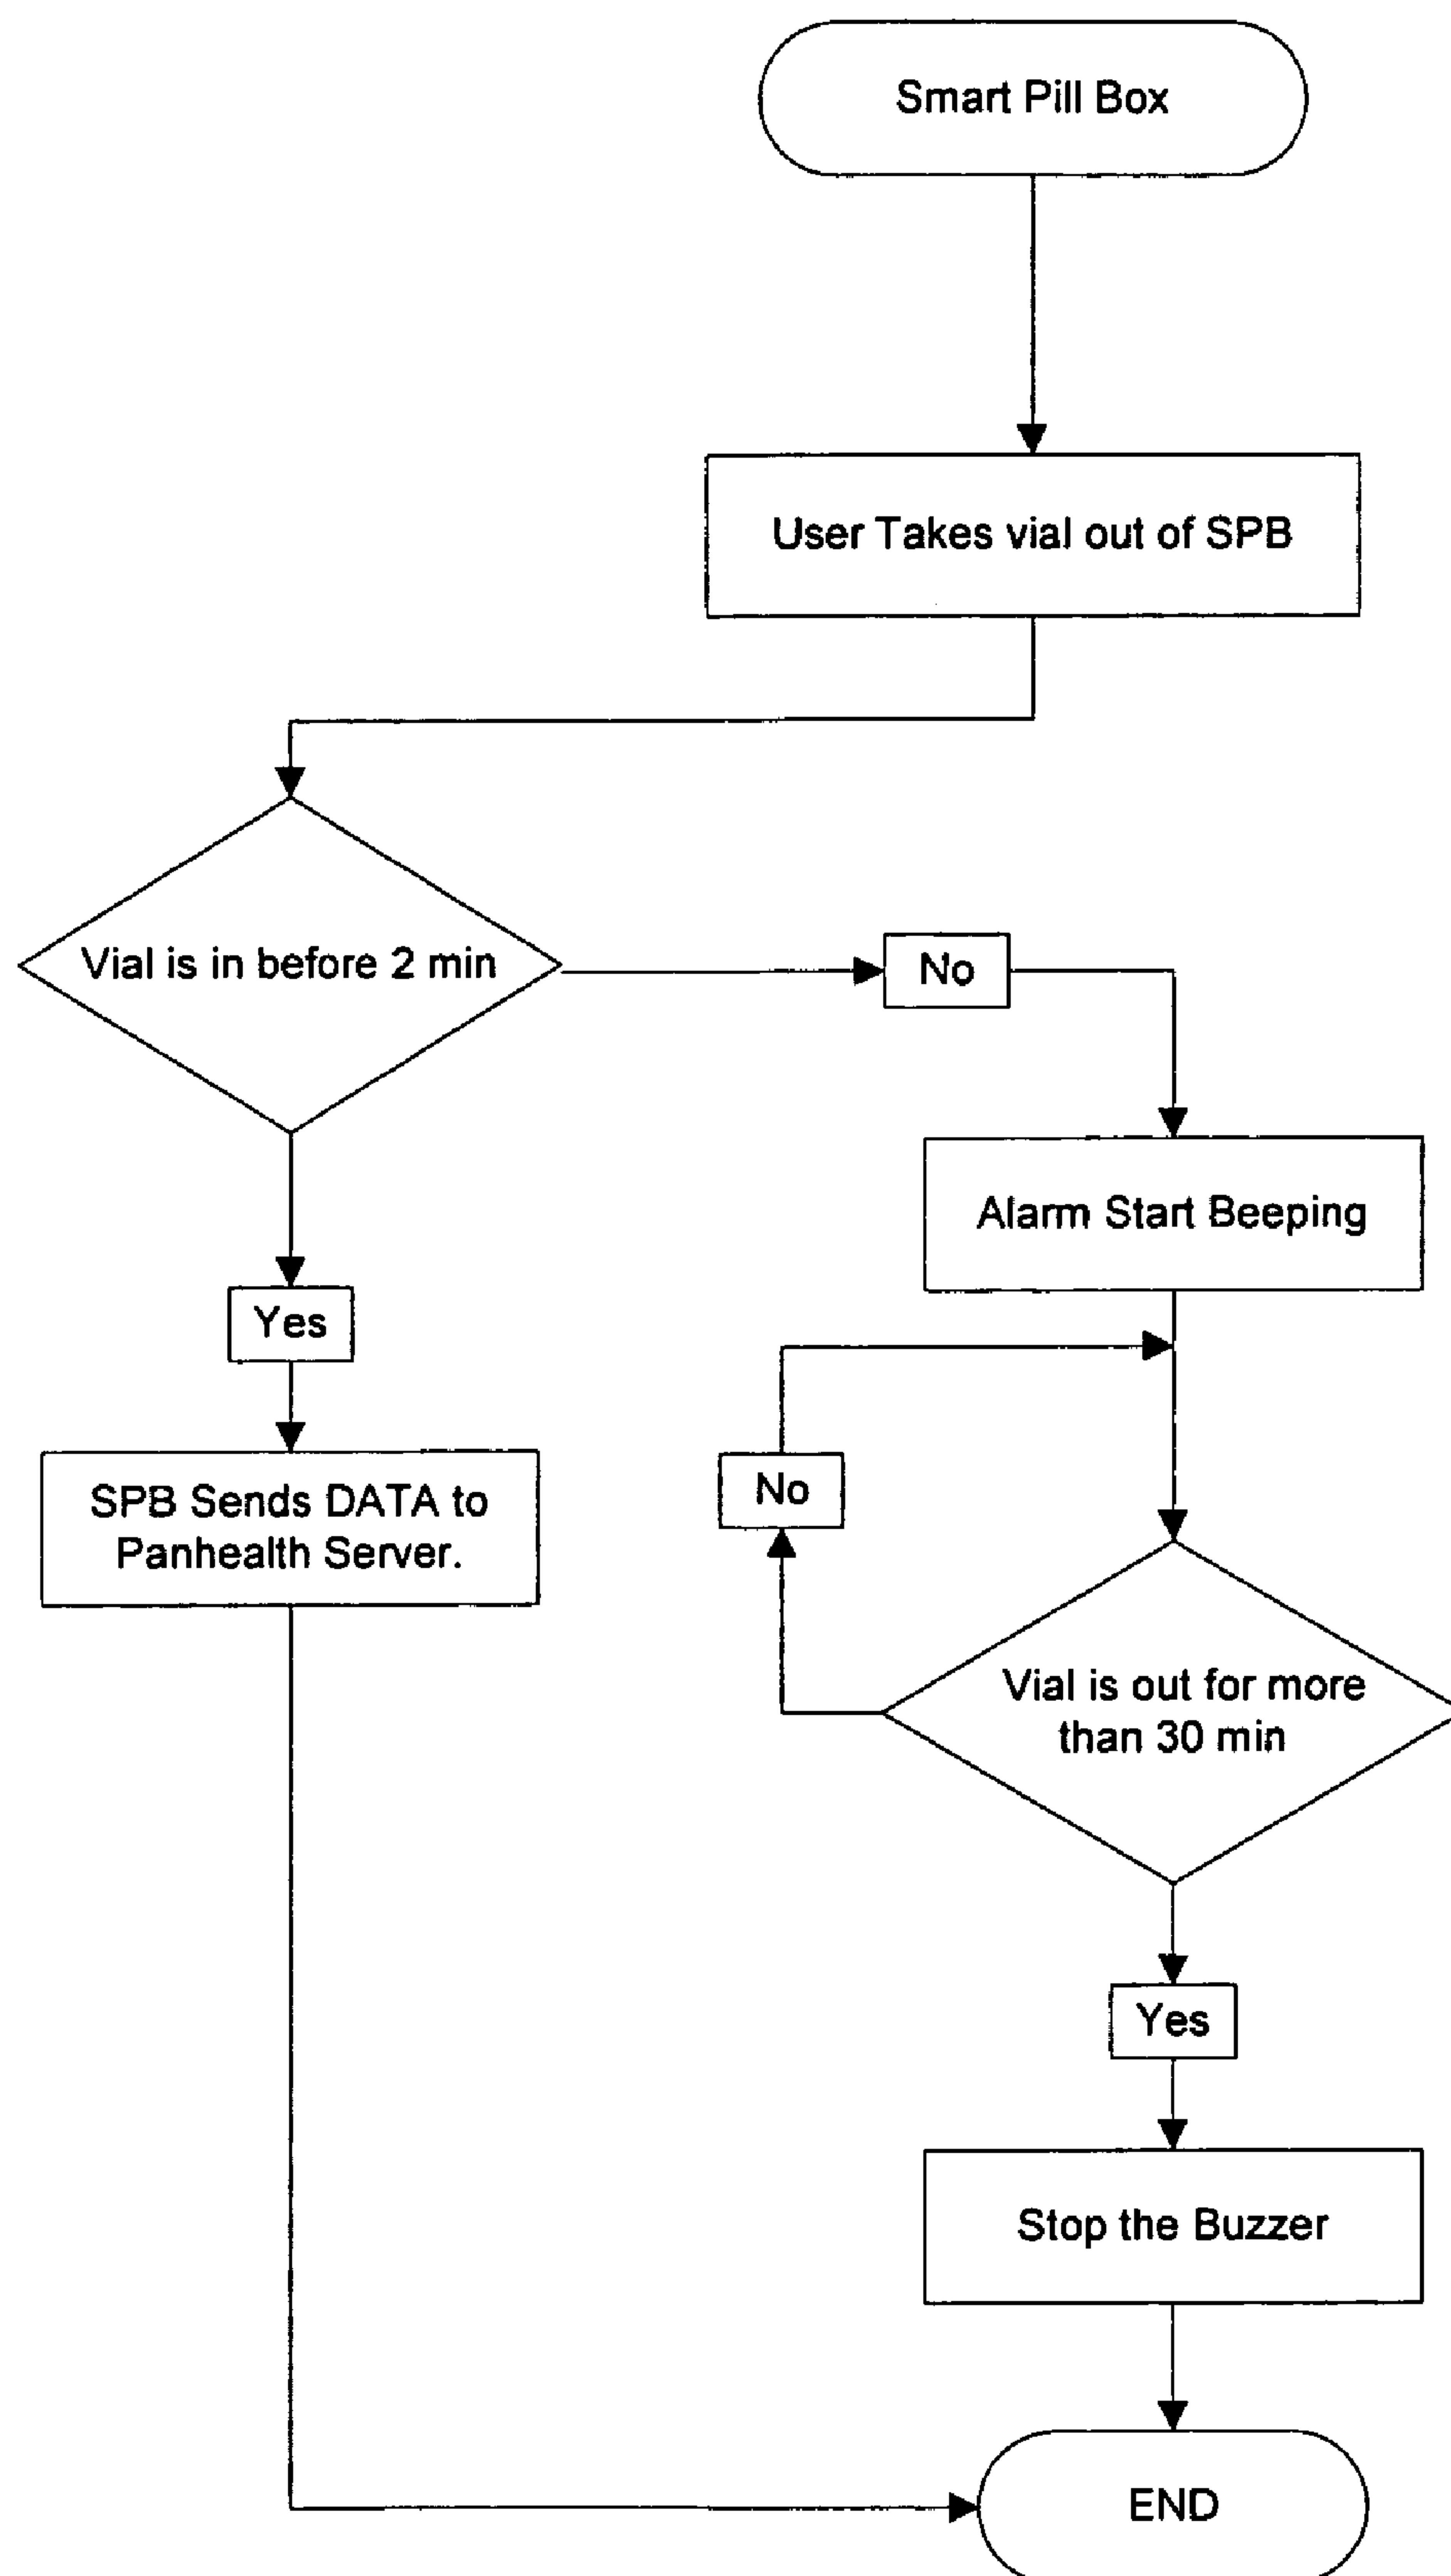 Smart Pill Box
User Takes vial out of SPB
Vial is in before 2 min
No
Alarm Start Beeping
Yes
No
SPB Sends DATA to
Panhealth Server.
Vial is out for more
than 30 min
Yes
Stop the Buzzer
END